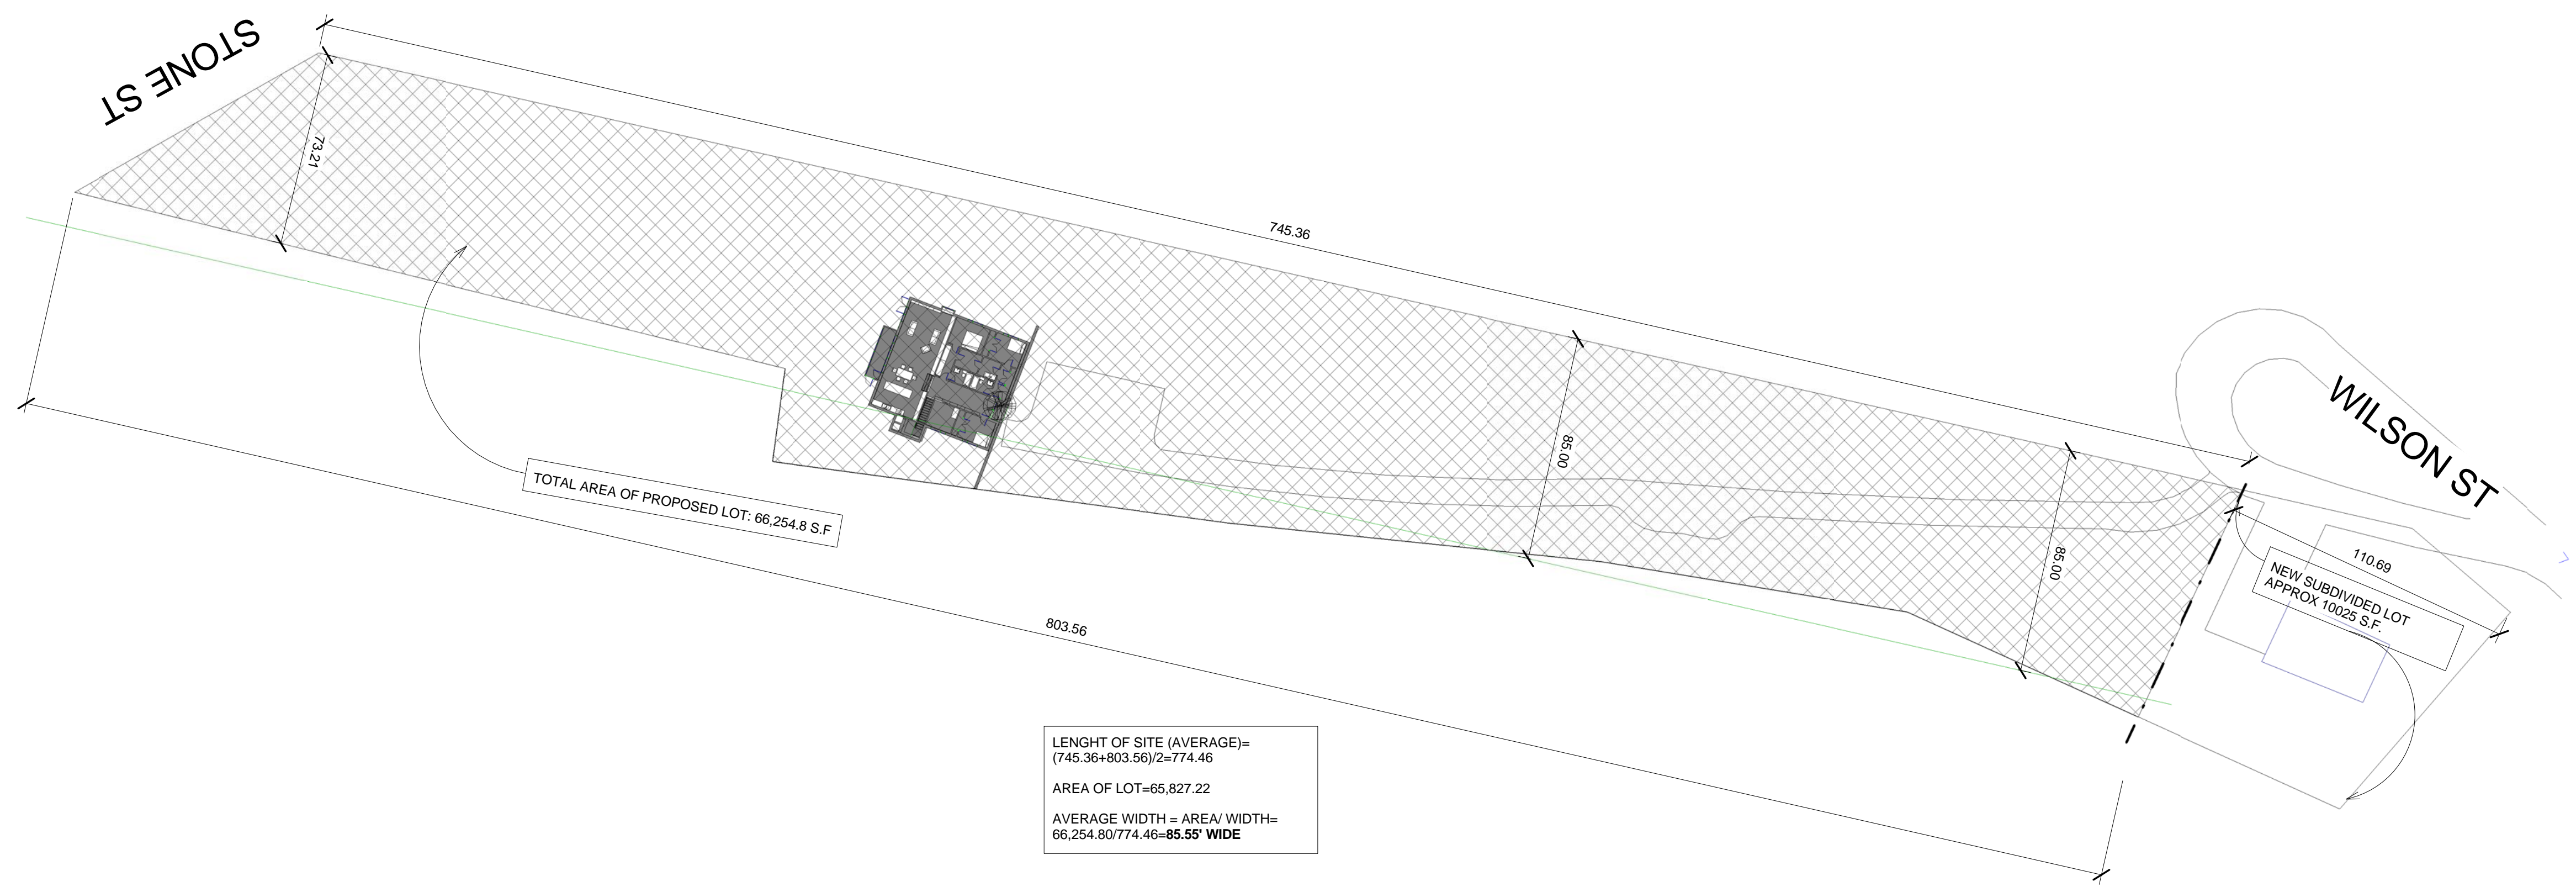 STONE ST
73.21
745.36
WILSON ST
85.00
85.00
110.69
NEW SUBDIVIDED LOT
APPROX 10025 S.F.
TOTAL AREA OF PROPOSED LOT: 66,254.8 S.F
803.56
LENGHT OF SITE (AVERAGE)=
(745.36+803.56)/2=774.46
AREA OF LOT=65,827.22
AVERAGE WIDTH = AREA/ WIDTH=
66,254.80/774.46=85.55' WIDE